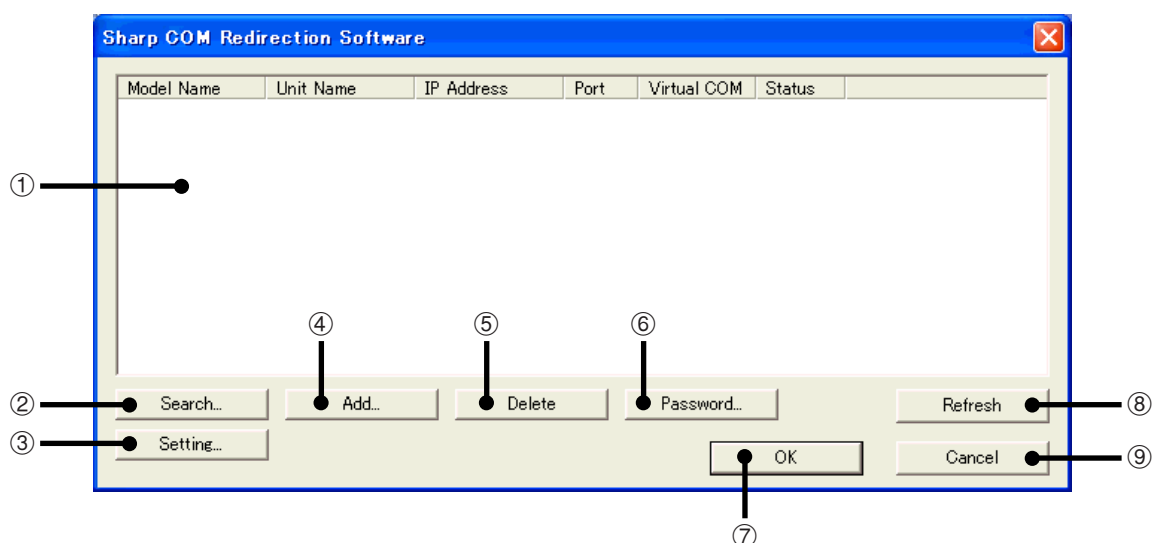 Sharp COM Redirection Software
Model Name Unit Name IP Address Port Virtual COM Status
①
④ ⑤ ⑥
② Search... Add... Delete Password... Refresh ⑧
③ Setting... OK Cancel ⑨
⑦